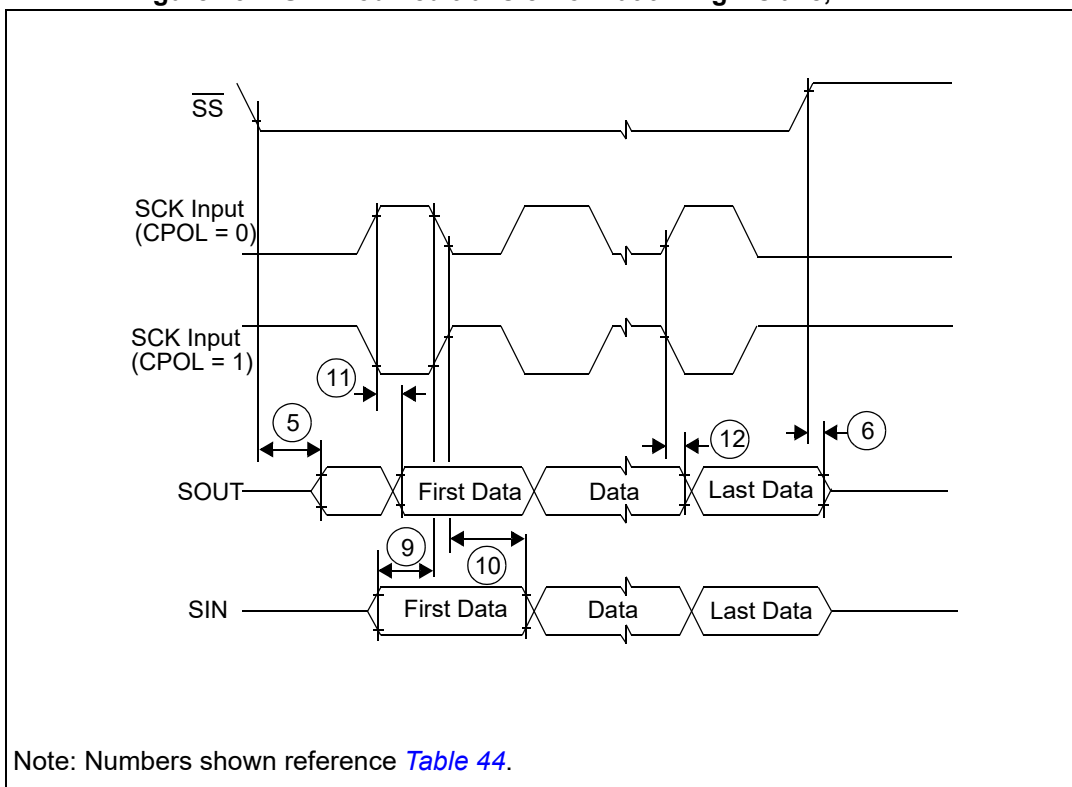 SS
SCK Input
(CPOL = 0)
SCK Input
(CPOL = 1)
11
5
12
6
SOUT
First Data
Data
Last Data
9
10
SIN
First Data
Data
Last Data
Note: Numbers shown reference Table 44.